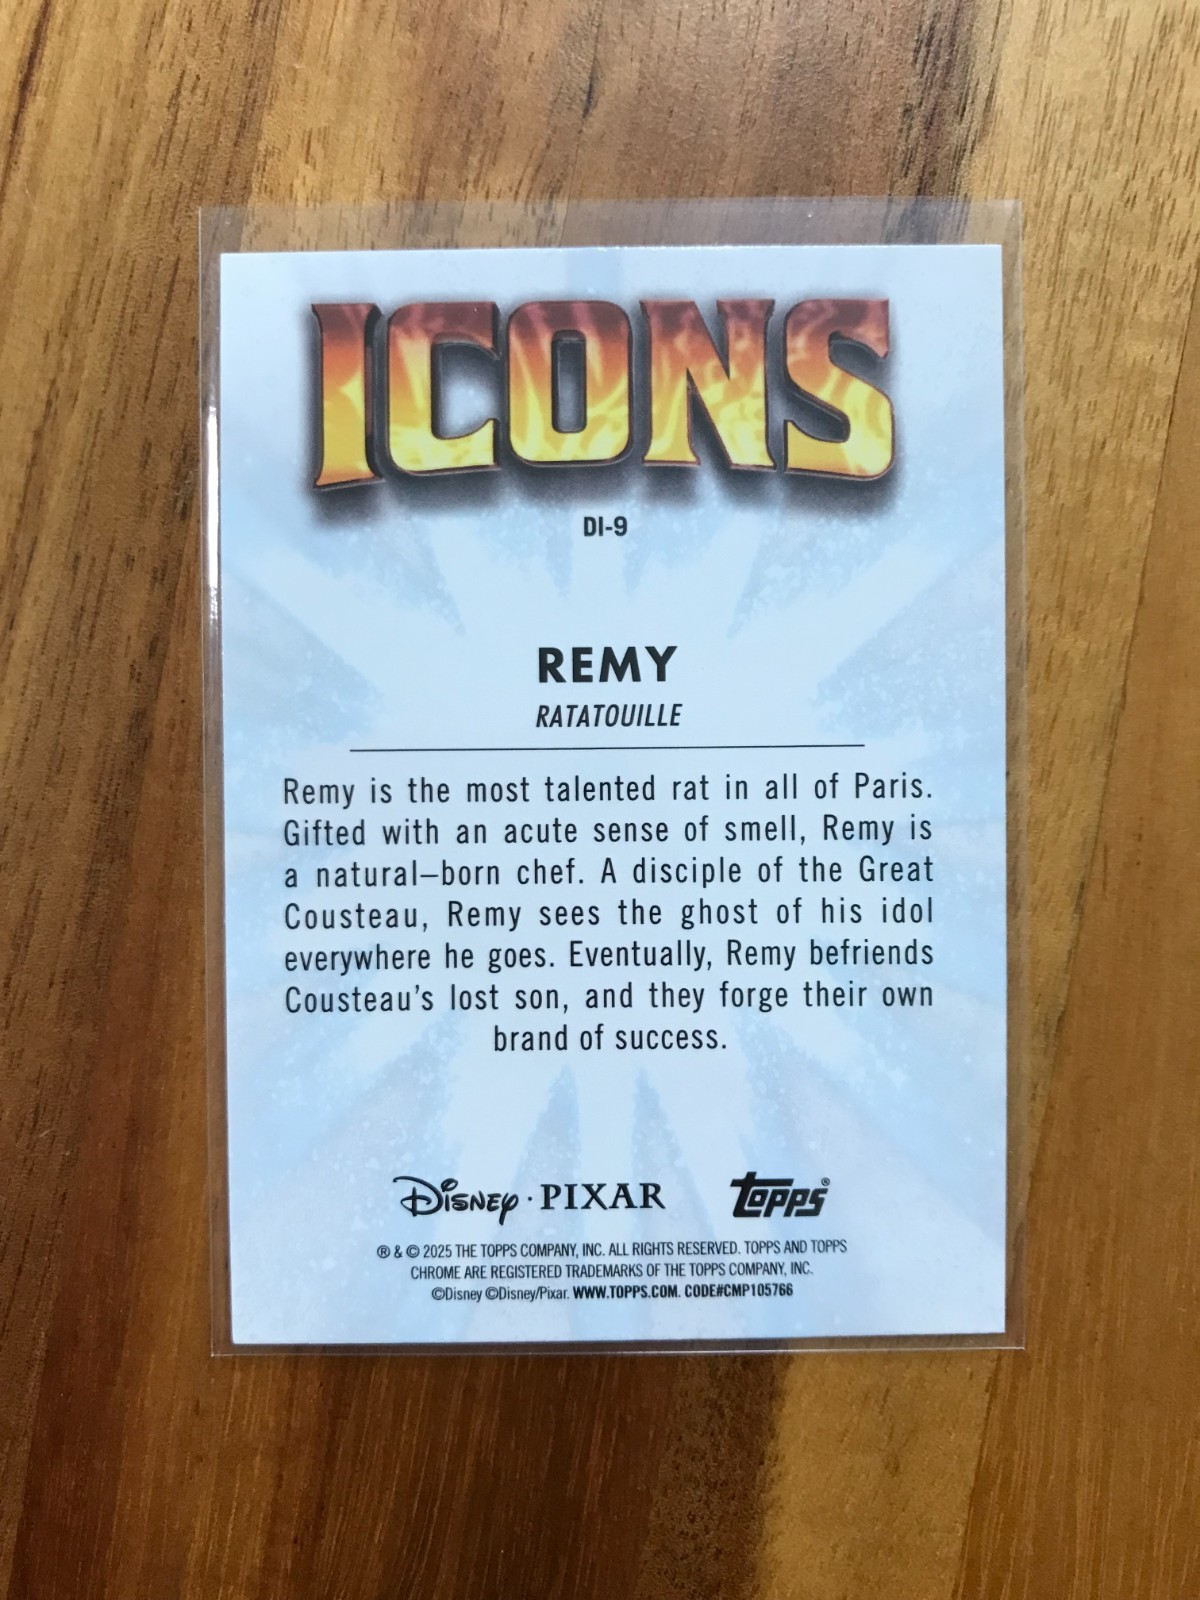 ICONS
DI-9
REMY
RATATOUILLE
Remy is the most talented rat in all of Paris.
Gifted with an acute sense of smell, Remy is
a natural–born chef. A disciple of the Great
Cousteau, Remy sees the ghost of his idol
everywhere he goes. Eventually, Remy befriends
Cousteau's lost son, and they forge their own
brand of success.
Disney · PIXAR topps®
® & © 2025 THE TOPPS COMPANY, INC. ALL RIGHTS RESERVED. TOPPS AND TOPPS
CHROME ARE REGISTERED TRADEMARKS OF THE TOPPS COMPANY, INC.
©Disney ©Disney/Pixar. WWW.TOPPS.COM. CODE#CMP105766